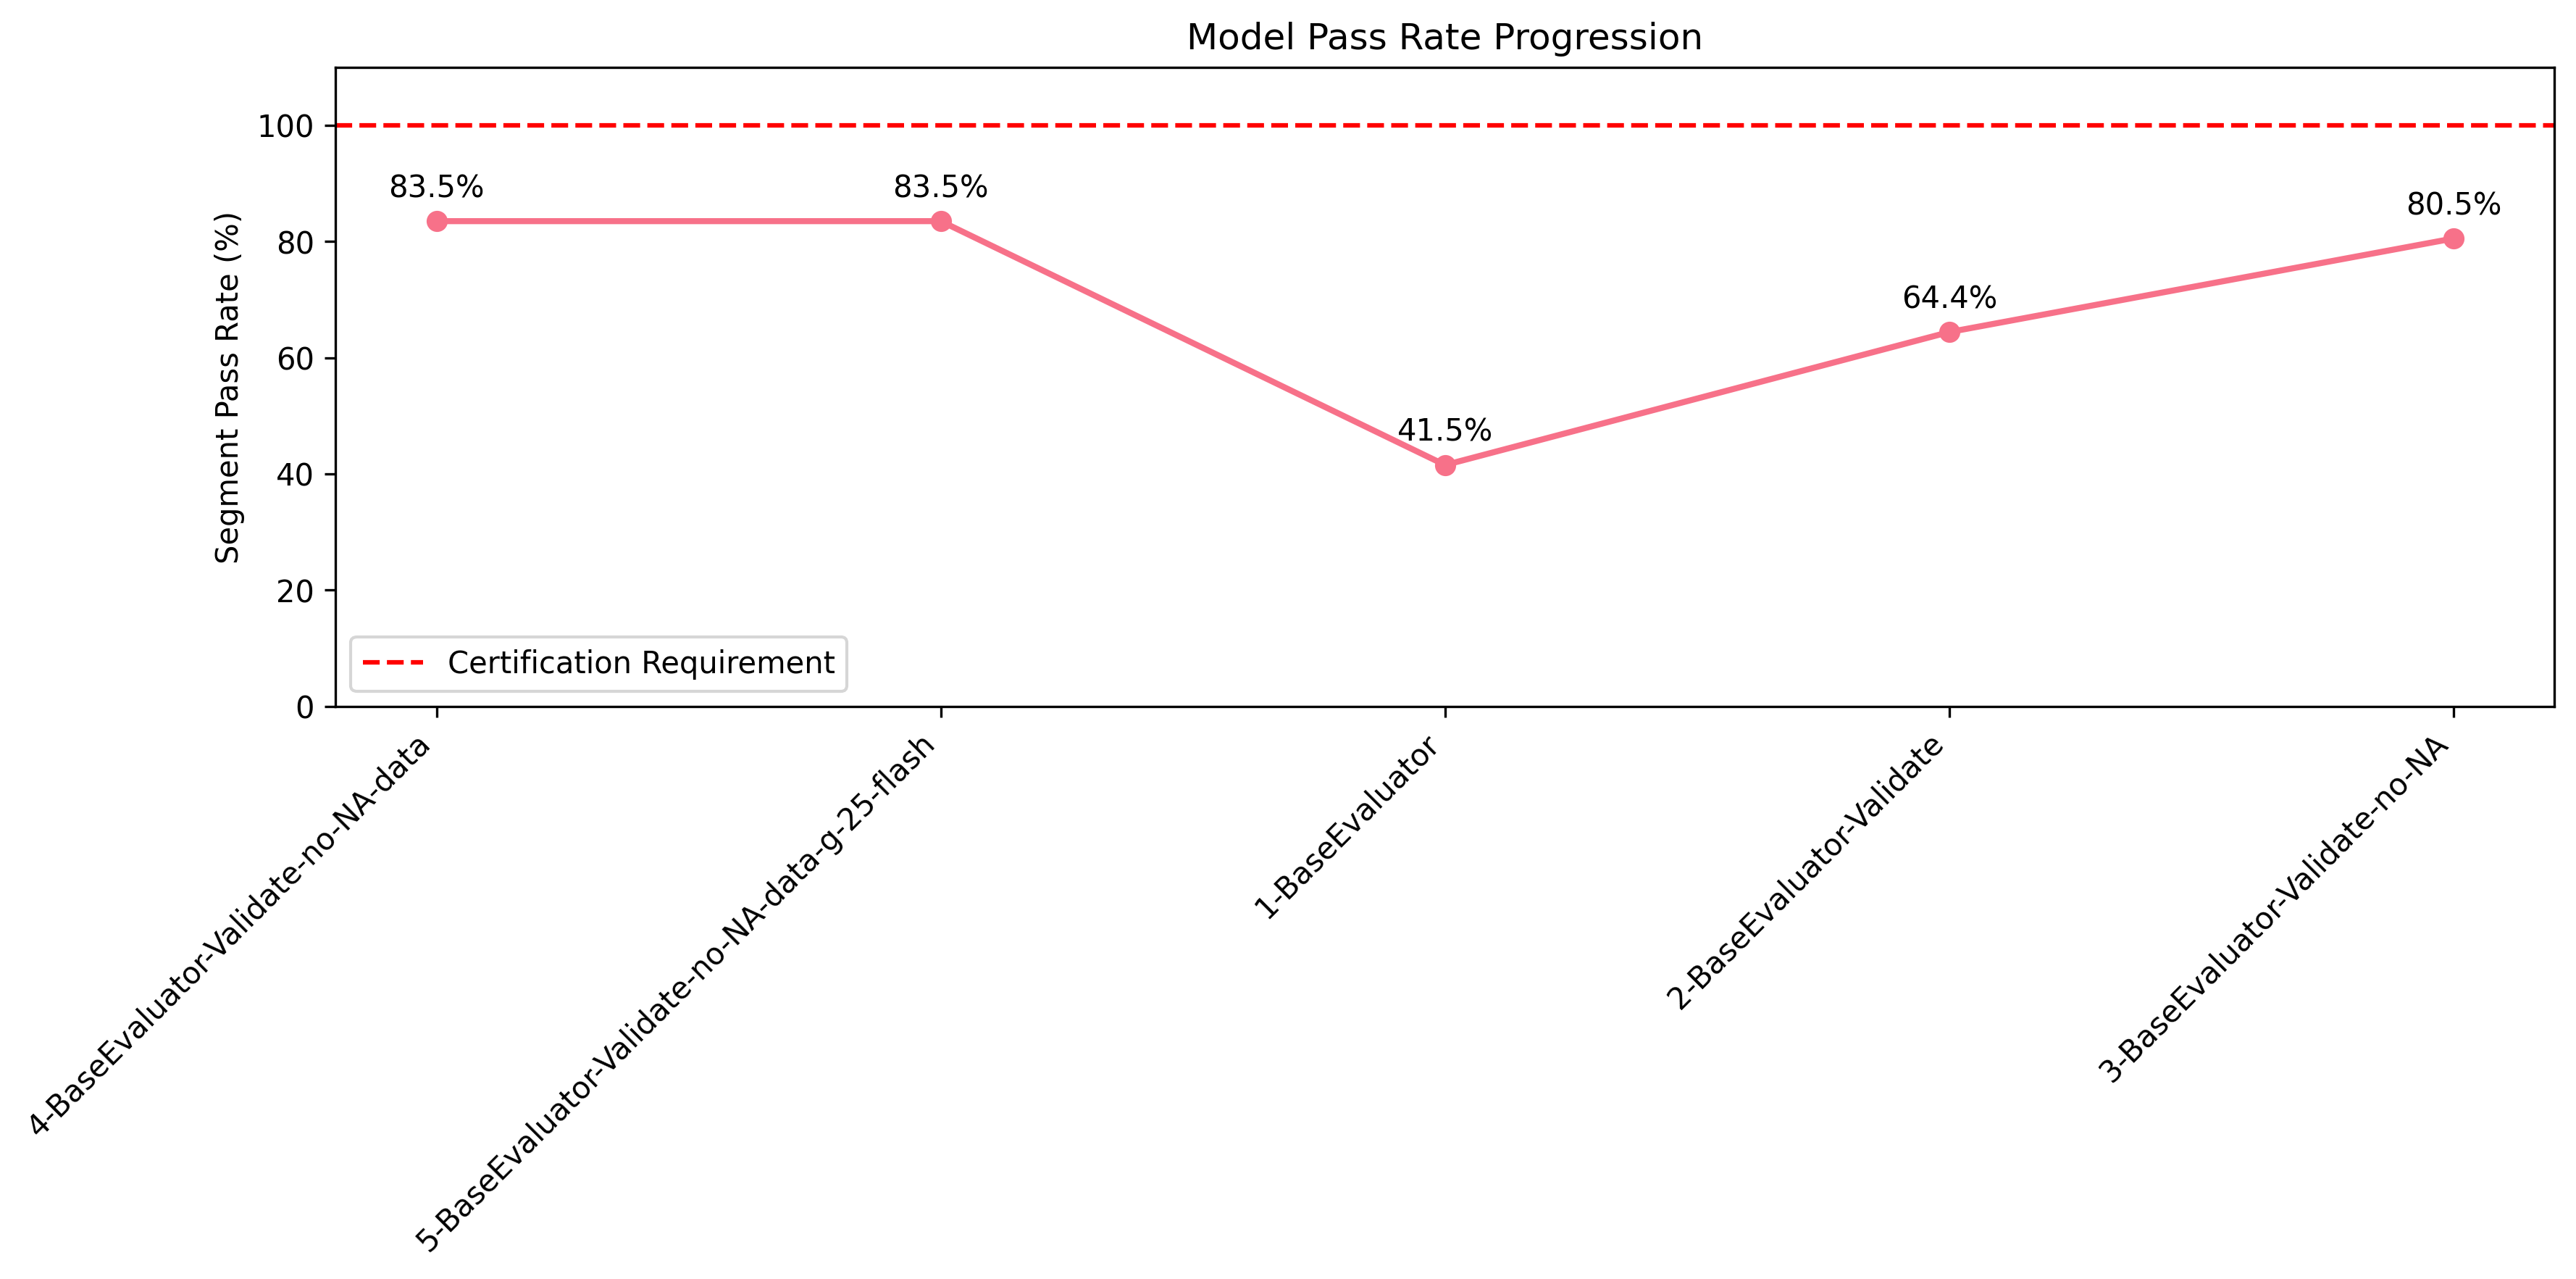 Model Pass Rate Progression
Segment Pass Rate (%)
100
80
60
40
20
0
83.5%
83.5%
41.5%
64.4%
80.5%
Certification Requirement
4-BaseEvaluator-Validate-no-NA-data
5-BaseEvaluator-Validate-no-NA-data-g-25-flash
1-BaseEvaluator
2-BaseEvaluator-Validate
3-BaseEvaluator-Validate-no-NA